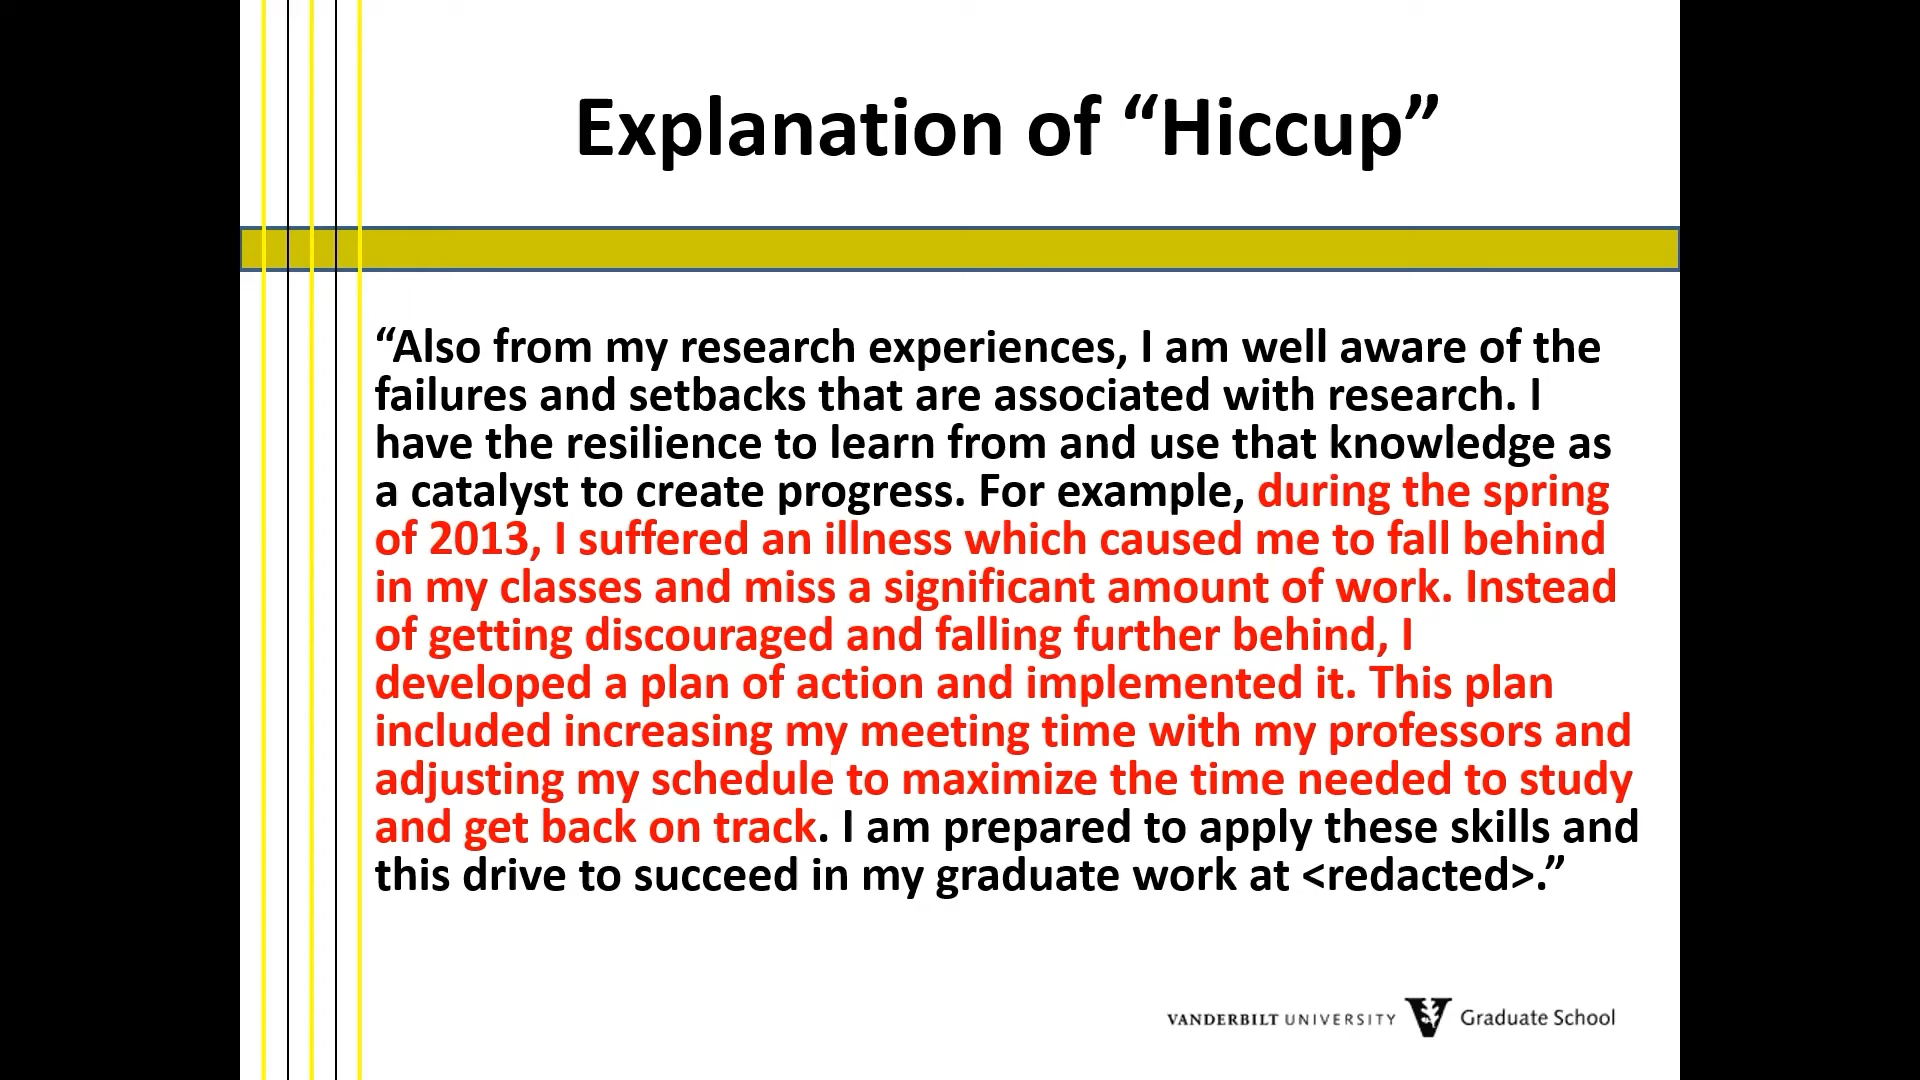 Explanation of “Hiccup”
“Also from my research experiences, I am well aware of the
failures and setbacks that are associated with research. I
have the resilience to learn from and use that knowledge as
a catalyst to create progress. For example, during the spring
of 2013, I suffered an illness which caused me to fall behind
in my classes and miss a significant amount of work. Instead
of getting discouraged and falling further behind, I
developed a plan of action and implemented it. This plan
included increasing my meeting time with my professors and
adjusting my schedule to maximize the time needed to study
and get back on track. I am prepared to apply these skills and
this drive to succeed in my graduate work at <redacted>.”
VANDERBILT UNIVERSITY V Graduate School